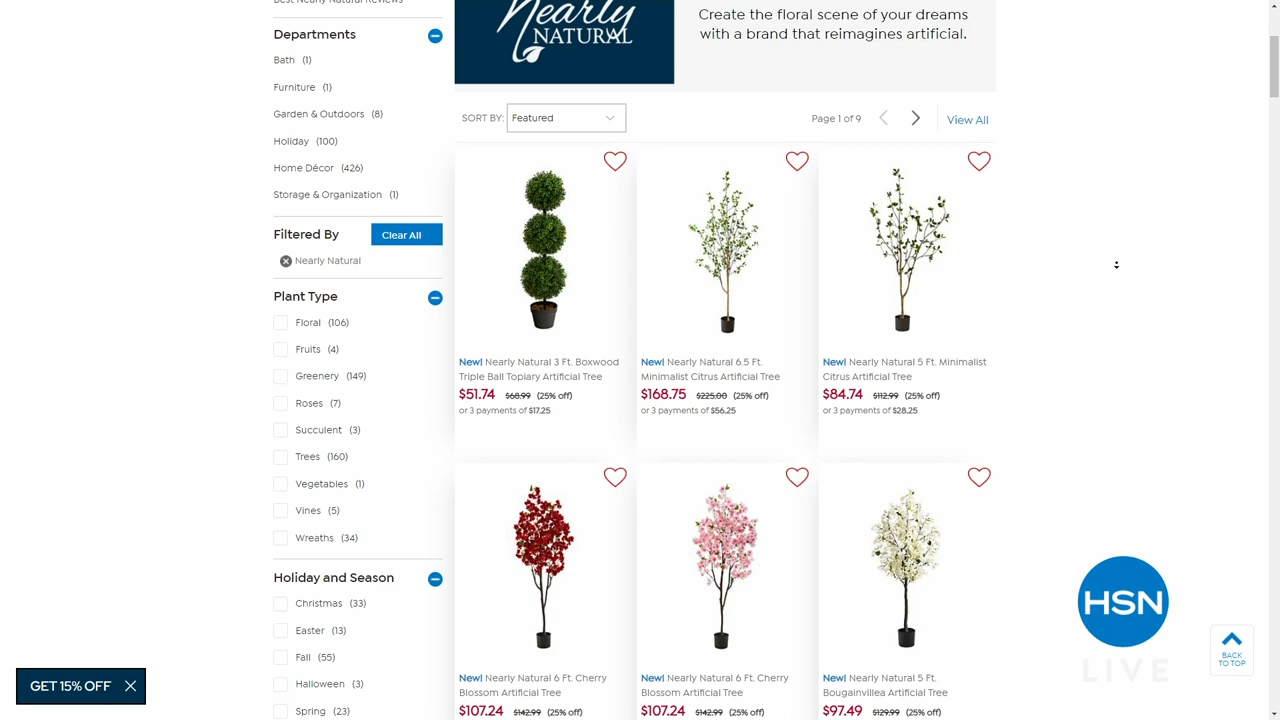 Best Nearly Natural Reviews
Departments
Bath (1)
Furniture (1)
Garden & Outdoors (8)
Holiday (100)
Home Décor (426)
Storage & Organization (1)
Filtered By
Clear All
Nearly Natural
Plant Type
Floral (106)
Fruits (4)
Greenery (149)
Roses (7)
Succulent (3)
Trees (160)
Vegetables (1)
Vines (5)
Wreaths (34)
Holiday and Season
Christmas (33)
Easter (13)
Fall (55)
Halloween (3)
Spring (23)
GET 15% OFF
Nearly
NATURAL
Create the floral scene of your dreams
with a brand that reimagines artificial.
SORT BY: Featured
Page 1 of 9
View All
New! Nearly Natural 3 Ft. Boxwood
Triple Ball Topiary Artificial Tree
$51.74 $68.99 (25% off)
or 3 payments of $17.25
New! Nearly Natural 6.5 Ft.
Minimalist Citrus Artificial Tree
$168.75 $225.00 (25% off)
or 3 payments of $56.25
New! Nearly Natural 5 Ft. Minimalist
Citrus Artificial Tree
$84.74 $112.99 (25% off)
or 3 payments of $28.25
New! Nearly Natural 6 Ft. Cherry
Blossom Artificial Tree
$107.24 $142.99 (25% off)
New! Nearly Natural 6 Ft. Cherry
Blossom Artificial Tree
$107.24 $142.99 (25% off)
New! Nearly Natural 5 Ft.
Bougainvillea Artificial Tree
$97.49 $129.99 (25% off)
HSN
LIVE
BACK
TO TOP